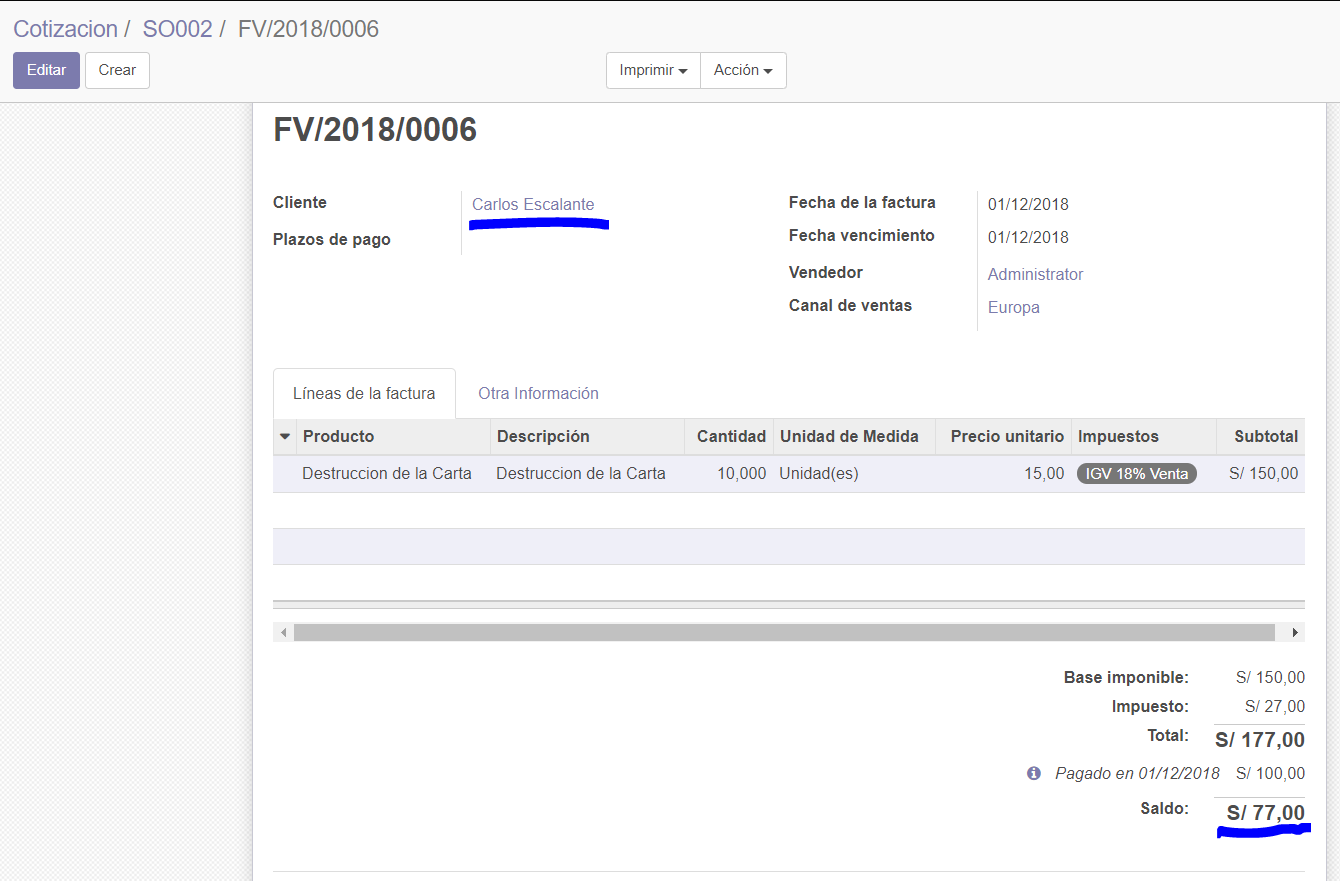 Cotizacion / SO002 / FV/2018/0006
Editar Crear Imprimir Acción
FV/2018/0006
Cliente Carlos Escalante
Plazos de pago
Fecha de la factura 01/12/2018
Fecha vencimiento 01/12/2018
Vendedor Administrator
Canal de ventas Europa
Líneas de la factura Otra Información
Producto Descripción Cantidad Unidad de Medida Precio unitario Impuestos Subtotal
Destruccion de la Carta Destruccion de la Carta 10,000 Unidad(es) 15,00 IGV 18% Venta S/ 150,00
Base imponible: S/ 150,00
Impuesto: S/ 27,00
Total: S/ 177,00
Pagado en 01/12/2018 S/ 100,00
Saldo: S/ 77,00